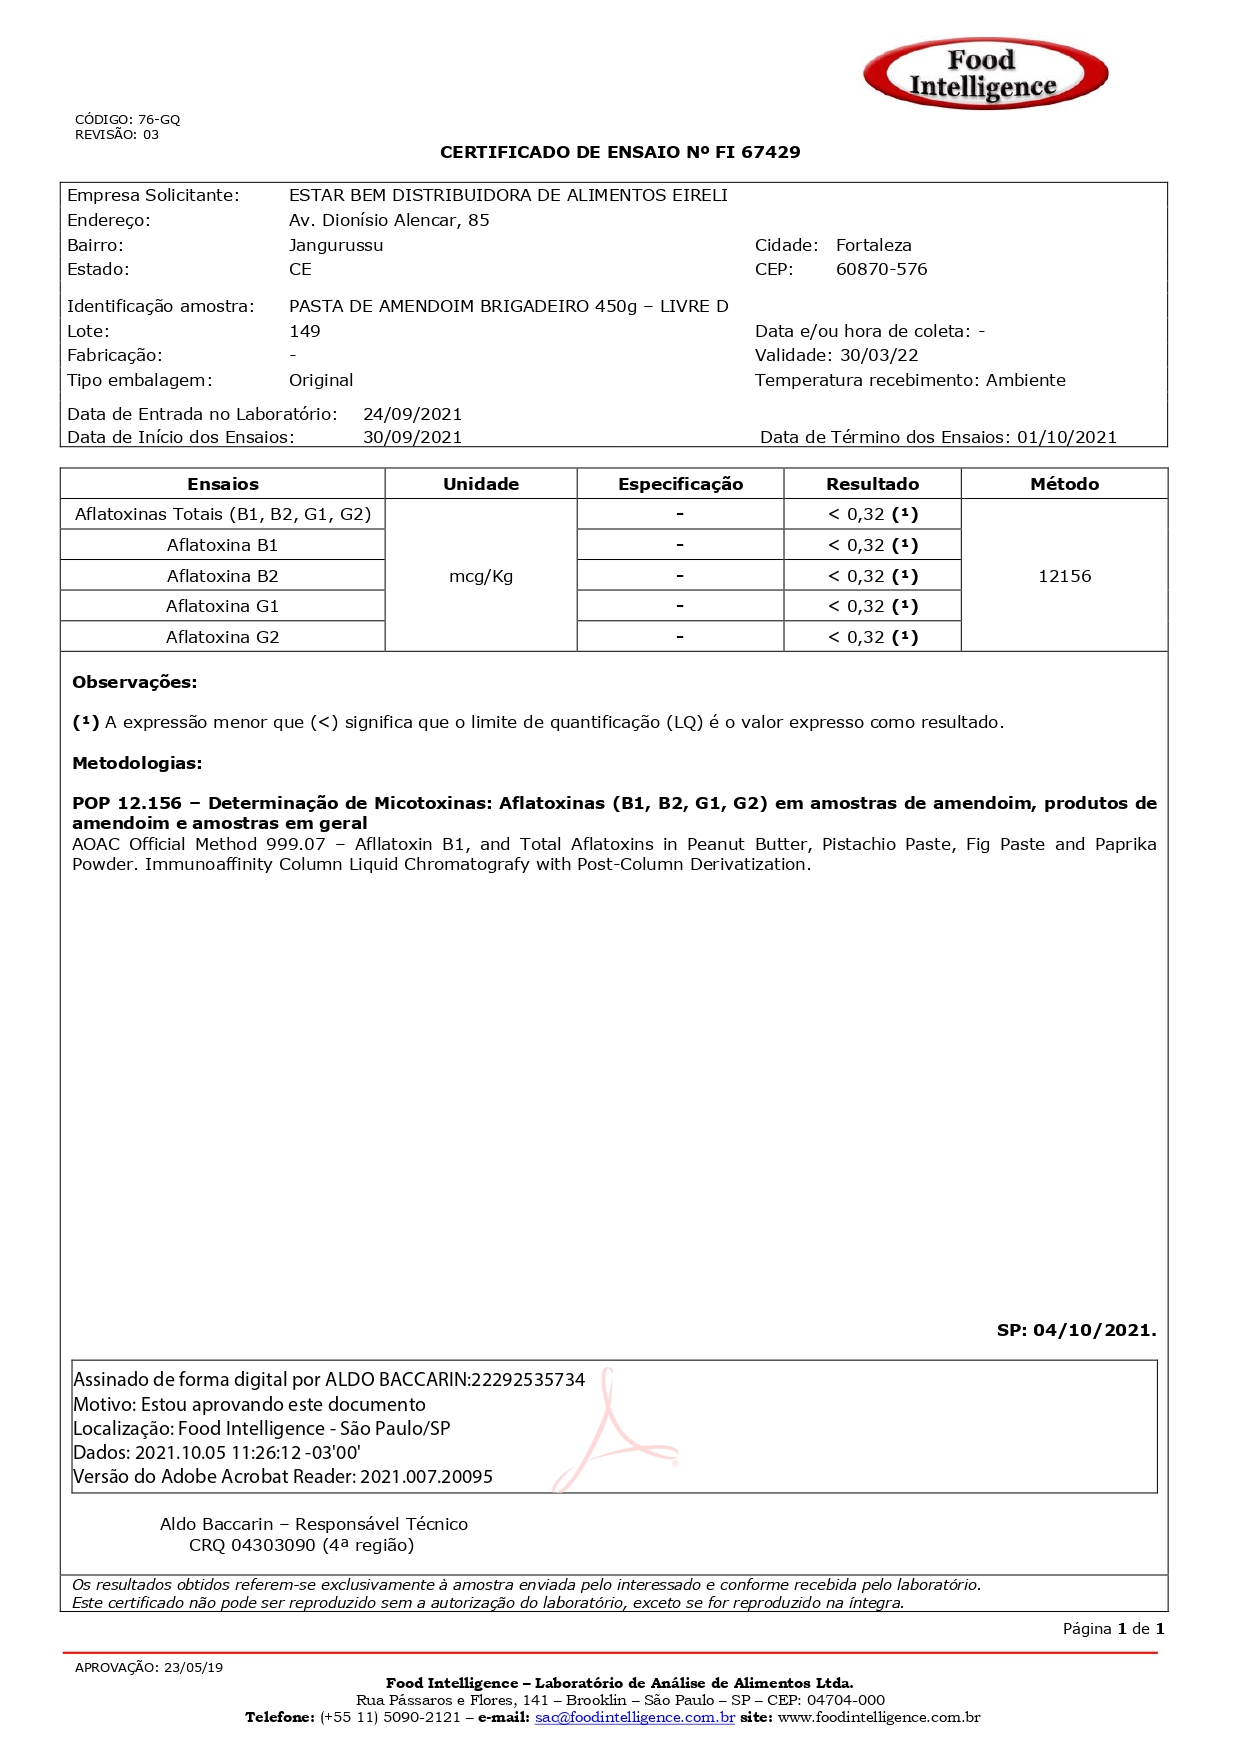 Food
Intelligence
CÓDIGO: 76-GQ
REVISÃO: 03
CERTIFICADO DE ENSAIO Nº FI 67429
Empresa Solicitante: ESTAR BEM DISTRIBUIDORA DE ALIMENTOS EIRELI
Endereço: Av. Dionísio Alencar, 85
Bairro: Jangurussu Cidade: Fortaleza
Estado: CE CEP: 60870-576
Identificação amostra: PASTA DE AMENDOIM BRIGADEIRO 450g – LIVRE D
Lote: 149 Data e/ou hora de coleta: -
Fabricação: - Validade: 30/03/22
Tipo embalagem: Original Temperatura recebimento: Ambiente
Data de Entrada no Laboratório: 24/09/2021
Data de Início dos Ensaios: 30/09/2021 Data de Término dos Ensaios: 01/10/2021
Ensaios Unidade Especificação Resultado Método
Aflatoxinas Totais (B1, B2, G1, G2) - < 0,32 (¹)
Aflatoxina B1 - < 0,32 (¹)
Aflatoxina B2 mcg/Kg - < 0,32 (¹) 12156
Aflatoxina G1 - < 0,32 (¹)
Aflatoxina G2 - < 0,32 (¹)
Observações:
(¹) A expressão menor que (<) significa que o limite de quantificação (LQ) é o valor expresso como resultado.
Metodologias:
POP 12.156 – Determinação de Micotoxinas: Aflatoxinas (B1, B2, G1, G2) em amostras de amendoim, produtos de
amendoim e amostras em geral
AOAC Official Method 999.07 – Afllatoxin B1, and Total Aflatoxins in Peanut Butter, Pistachio Paste, Fig Paste and Paprika
Powder. Immunoaffinity Column Liquid Chromatografy with Post-Column Derivatization.
SP: 04/10/2021.
Assinado de forma digital por ALDO BACCARIN:22292535734
Motivo: Estou aprovando este documento
Localização: Food Intelligence - São Paulo/SP
Dados: 2021.10.05 11:26:12 -03'00'
Versão do Adobe Acrobat Reader: 2021.007.20095
Aldo Baccarin – Responsável Técnico
CRQ 04303090 (4ª região)
Os resultados obtidos referem-se exclusivamente à amostra enviada pelo interessado e conforme recebida pelo laboratório.
Este certificado não pode ser reproduzido sem a autorização do laboratório, exceto se for reproduzido na íntegra.
Página 1 de 1
APROVAÇÃO: 23/05/19
Food Intelligence – Laboratório de Análise de Alimentos Ltda.
Rua Pássaros e Flores, 141 – Brooklin – São Paulo – SP – CEP: 04704-000
Telefone: (+55 11) 5090-2121 – e-mail: sac@foodintelligence.com.br site: www.foodintelligence.com.br